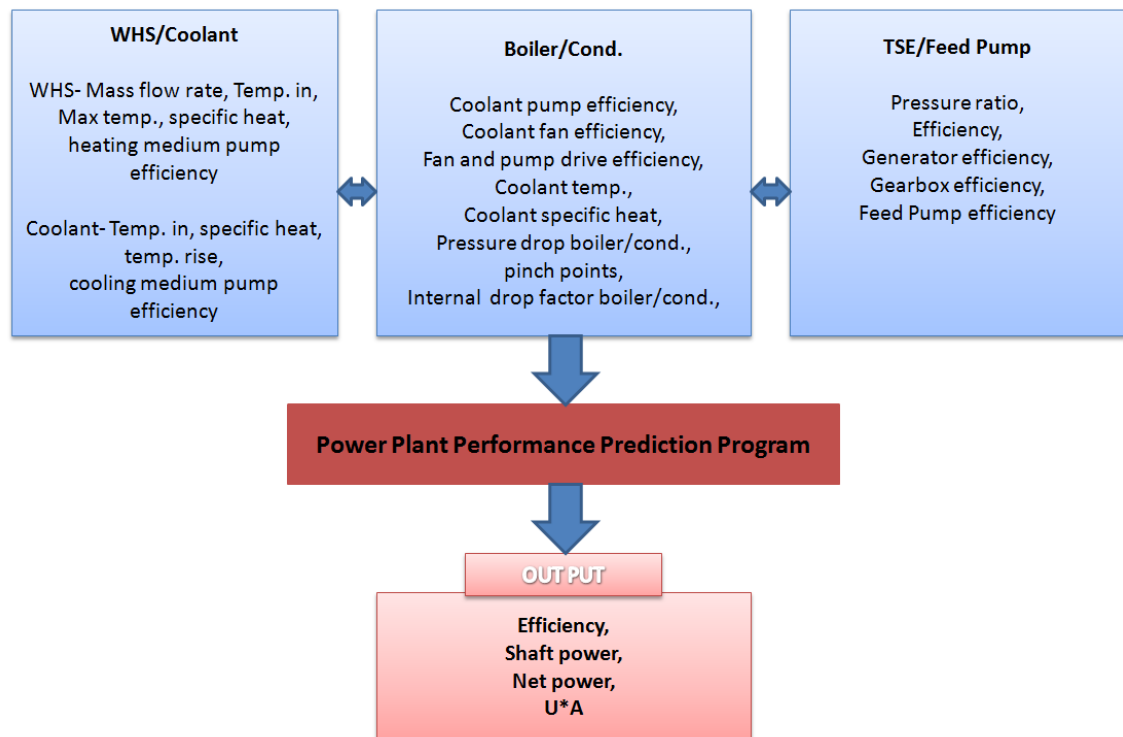 WHS/Coolant
WHS- Mass flow rate, Temp. in,
Max temp., specific heat,
heating medium pump
efficiency
Coolant- Temp. in, specific heat,
temp. rise,
cooling medium pump
efficiency
Boiler/Cond.
Coolant pump efficiency,
Coolant fan efficiency,
Fan and pump drive efficiency,
Coolant temp.,
Coolant specific heat,
Pressure drop boiler/cond.,
pinch points,
Internal drop factor boiler/cond.,
TSE/Feed Pump
Pressure ratio,
Efficiency,
Generator efficiency,
Gearbox efficiency,
Feed Pump efficiency
Power Plant Performance Prediction Program
OUT PUT
Efficiency,
Shaft power,
Net power,
U*A